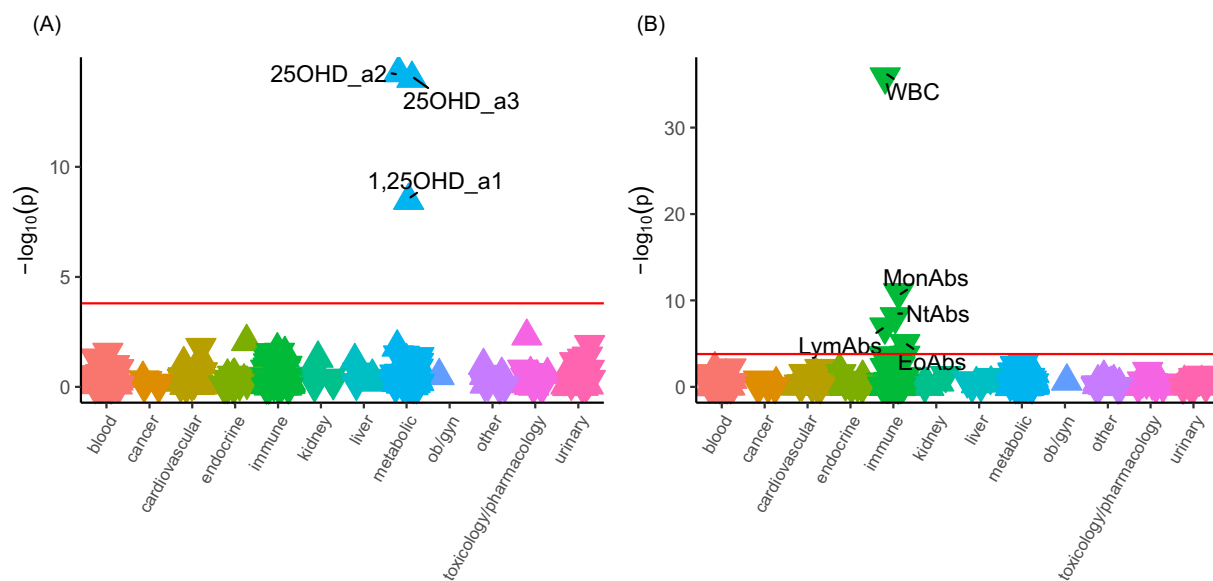 (A)
25OHD_a2
25OHD_a3
1,25OHD_a1
−log₁₀(p)
10
5
0
blood
cancer
cardiovascular
endocrine
immune
kidney
liver
metabolic
ob/gyn
other
toxicology/pharmacology
urinary
(B)
WBC
MonAbs
NtAbs
LymAbs
EoAbs
−log₁₀(p)
30
20
10
0
blood
cancer
cardiovascular
endocrine
immune
kidney
liver
metabolic
ob/gyn
other
toxicology/pharmacology
urinary